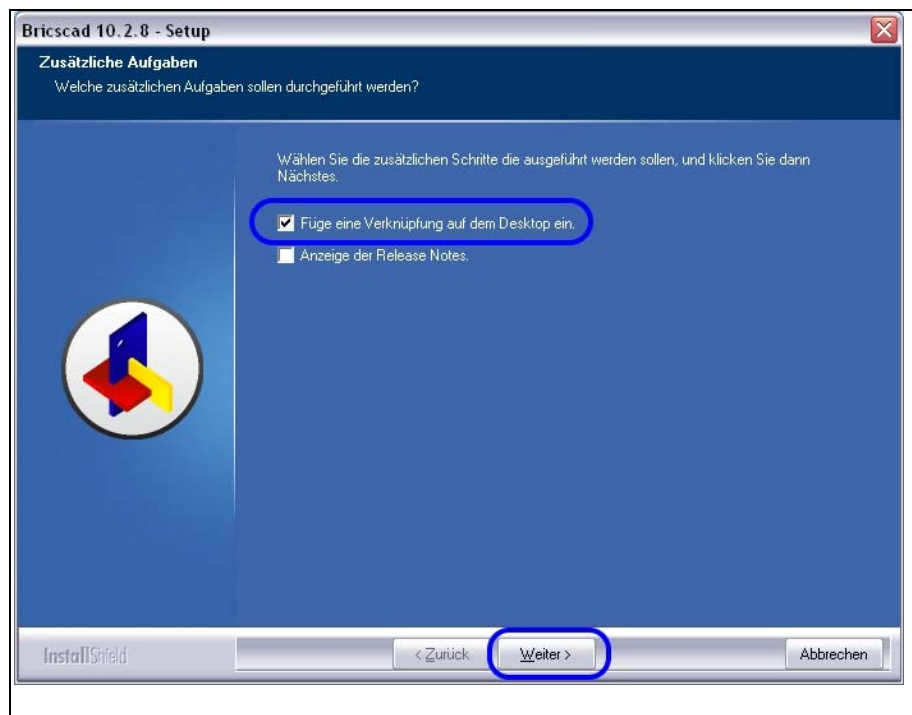 Bricscad 10.2.8 - Setup
Zusätzliche Aufgaben
Welche zusätzlichen Aufgaben sollen durchgeführt werden?
Wählen Sie die zusätzlichen Schritte die ausgeführt werden sollen, und klicken Sie dann
Nächstes.
Füge eine Verknüpfung auf dem Desktop ein.
Anzeige der Release Notes.
InstallShield
< Zurück
Weiter >
Abbrechen